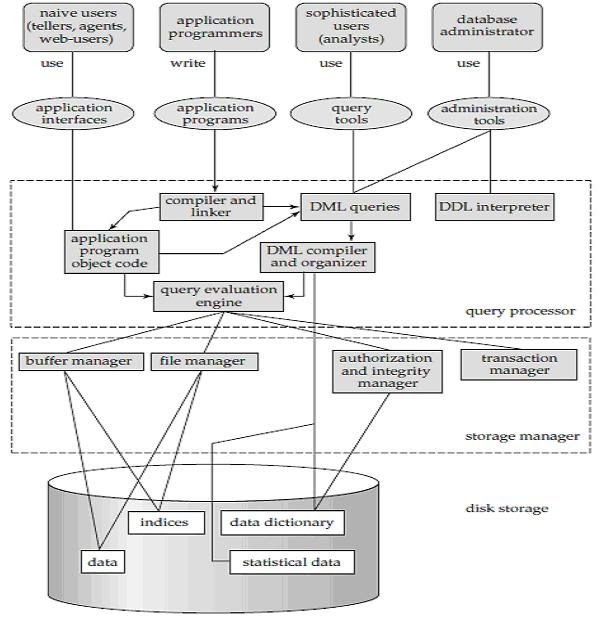 naive users
(tellers, agents,
web-users)
application
programmers
sophisticated
users
(analysts)
database
administrator
use
write
use
use
application
interfaces
application
programs
query
tools
administration
tools
compiler and
linker
DML queries
DDL interpreter
application
program
object code
DML compiler
and organizer
query evaluation
engine
query processor
buffer manager
file manager
authorization
and integrity
manager
transaction
manager
storage manager
disk storage
indices
data dictionary
data
statistical data